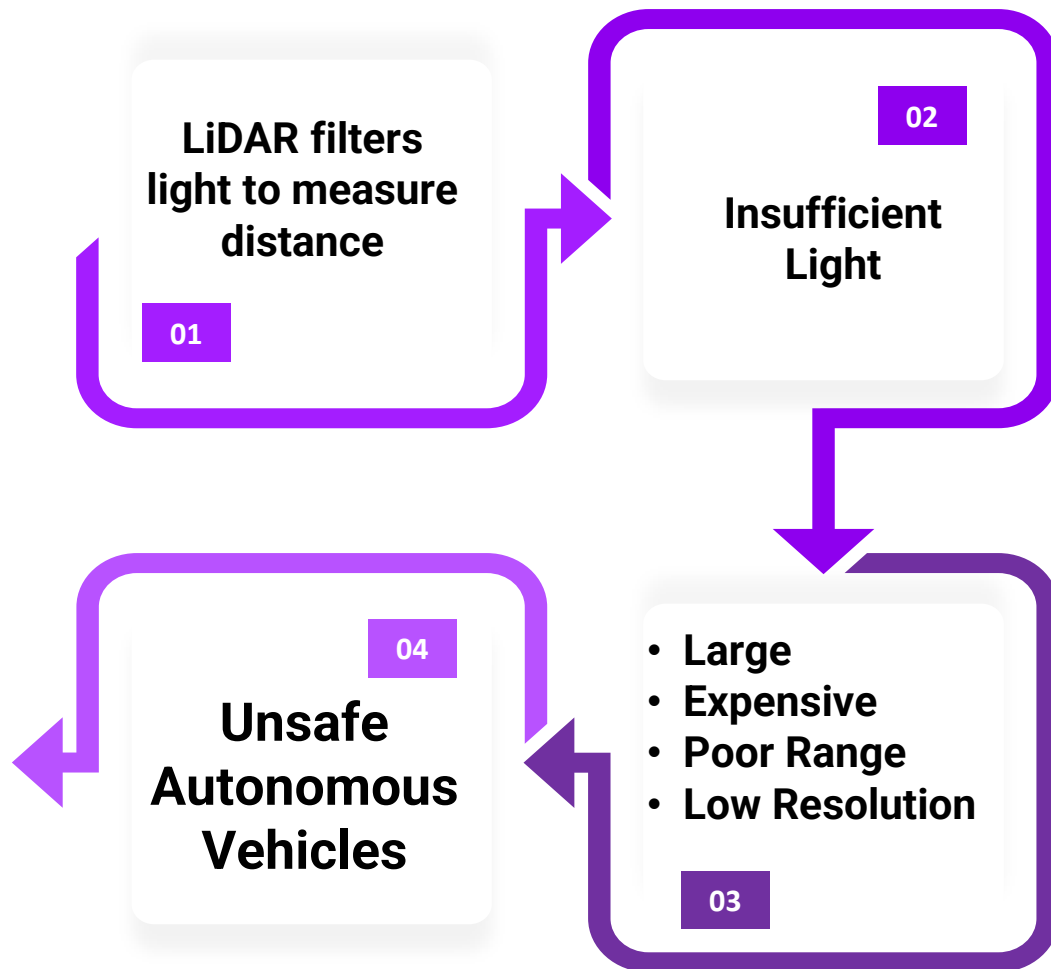 LiDAR filters
light to measure
distance
01
02
Insufficient
Light
• Large
• Expensive
• Poor Range
• Low Resolution
03
04
Unsafe
Autonomous
Vehicles